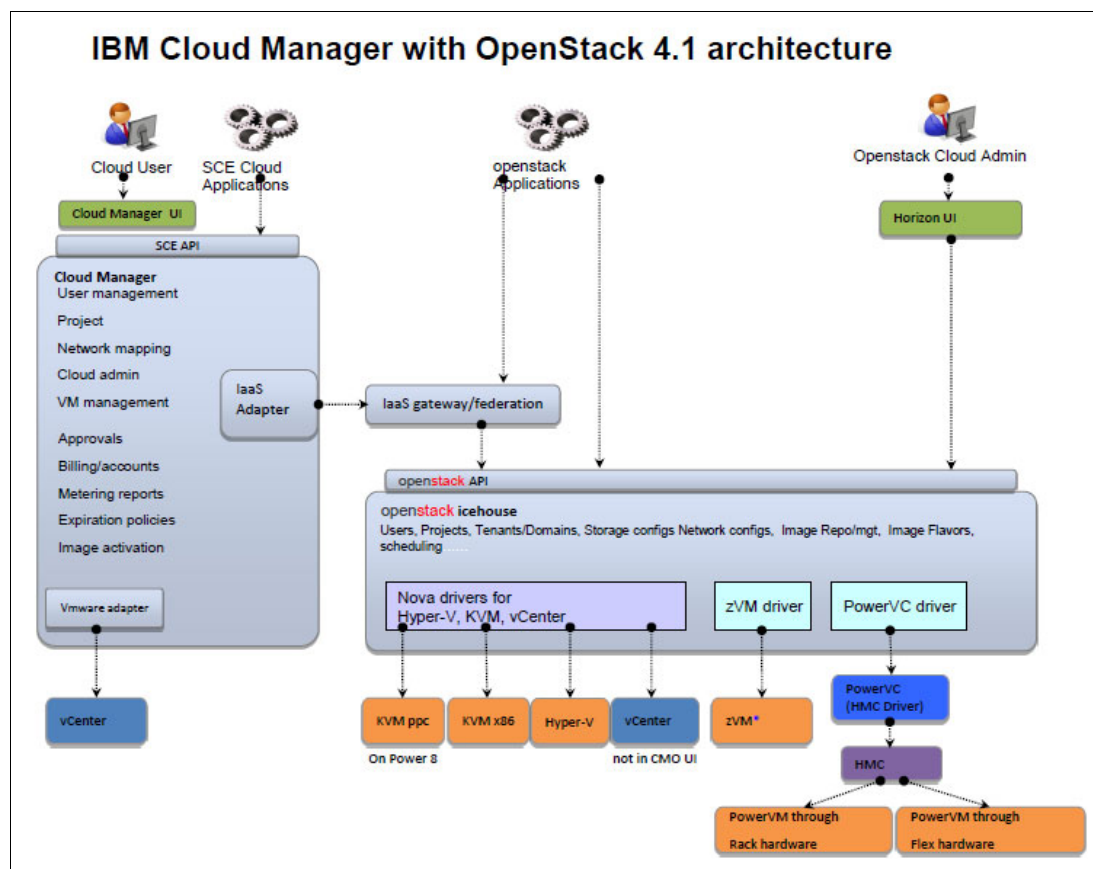 IBM Cloud Manager with OpenStack 4.1 architecture
Cloud User
SCE Cloud
Applications
openstack
Applications
Openstack Cloud Admin
Cloud Manager UI
Horizon UI
SCE API
Cloud Manager
User management
Project
Network mapping
Cloud admin
VM management
Approvals
Billing/accounts
Metering reports
Expiration policies
Image activation
IaaS
Adapter
IaaS gateway/federation
Vmware adapter
vCenter
openstack API
openstack icehouse
Users, Projects, Tenants/Domains, Storage configs Network configs, Image Repo/mgt, Image Flavors,
scheduling ......
Nova drivers for
Hyper-V, KVM, vCenter
zVM driver
PowerVC driver
KVM ppc
KVM x86
Hyper-V
vCenter
zVM*
On Power 8
not in CMO UI
PowerVC
(HMC Driver)
HMC
PowerVM through
Rack hardware
PowerVM through
Flex hardware